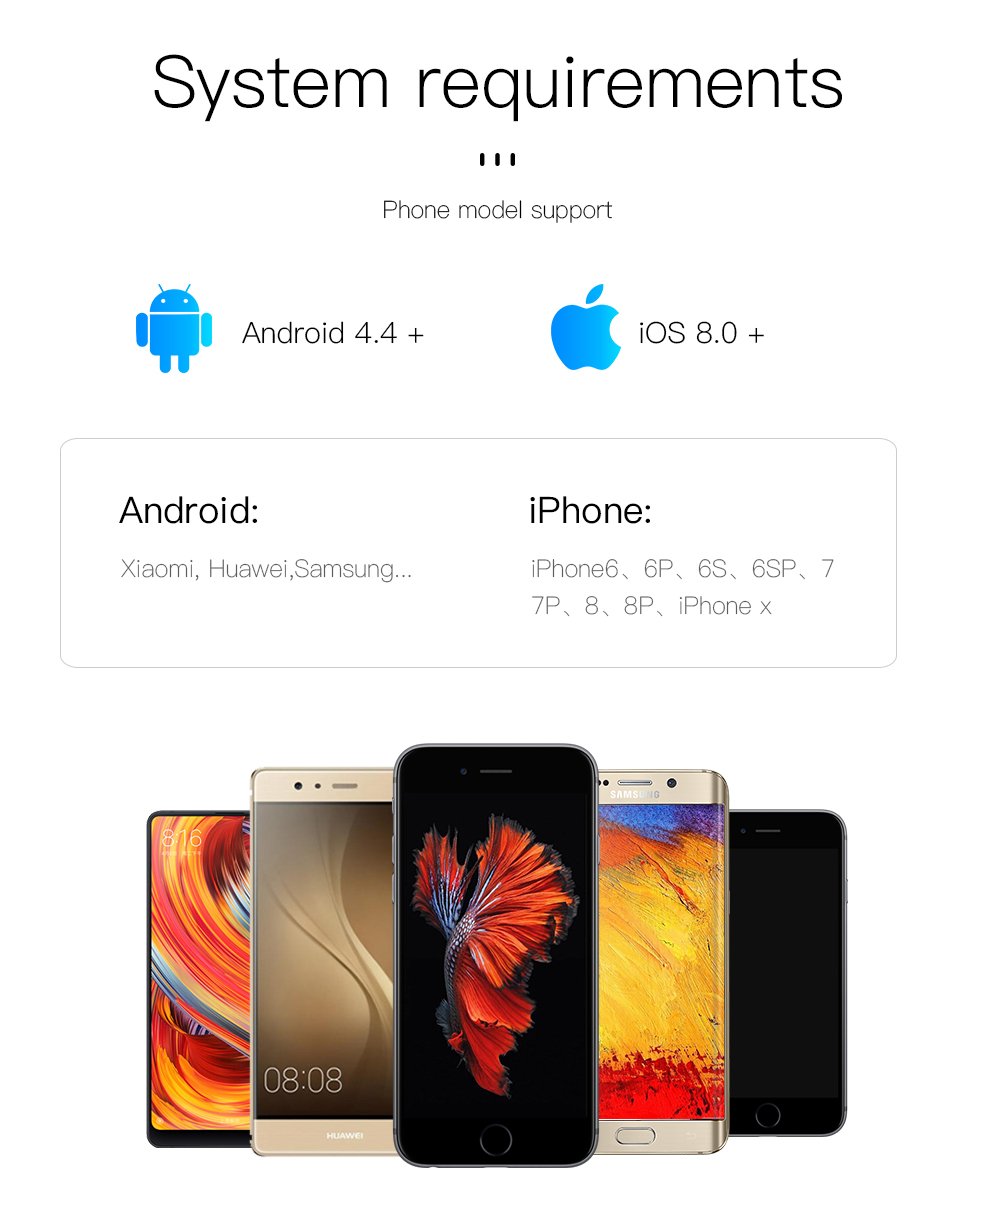 System requirements
Phone model support
Android 4.4 +
iOS 8.0 +
Android:
Xiaomi, Huawei,Samsung...
iPhone:
iPhone6、6P、6S、6SP、7
7P、8、8P、iPhone x
8:16
08:08
HUAWEI
SAMSUNG